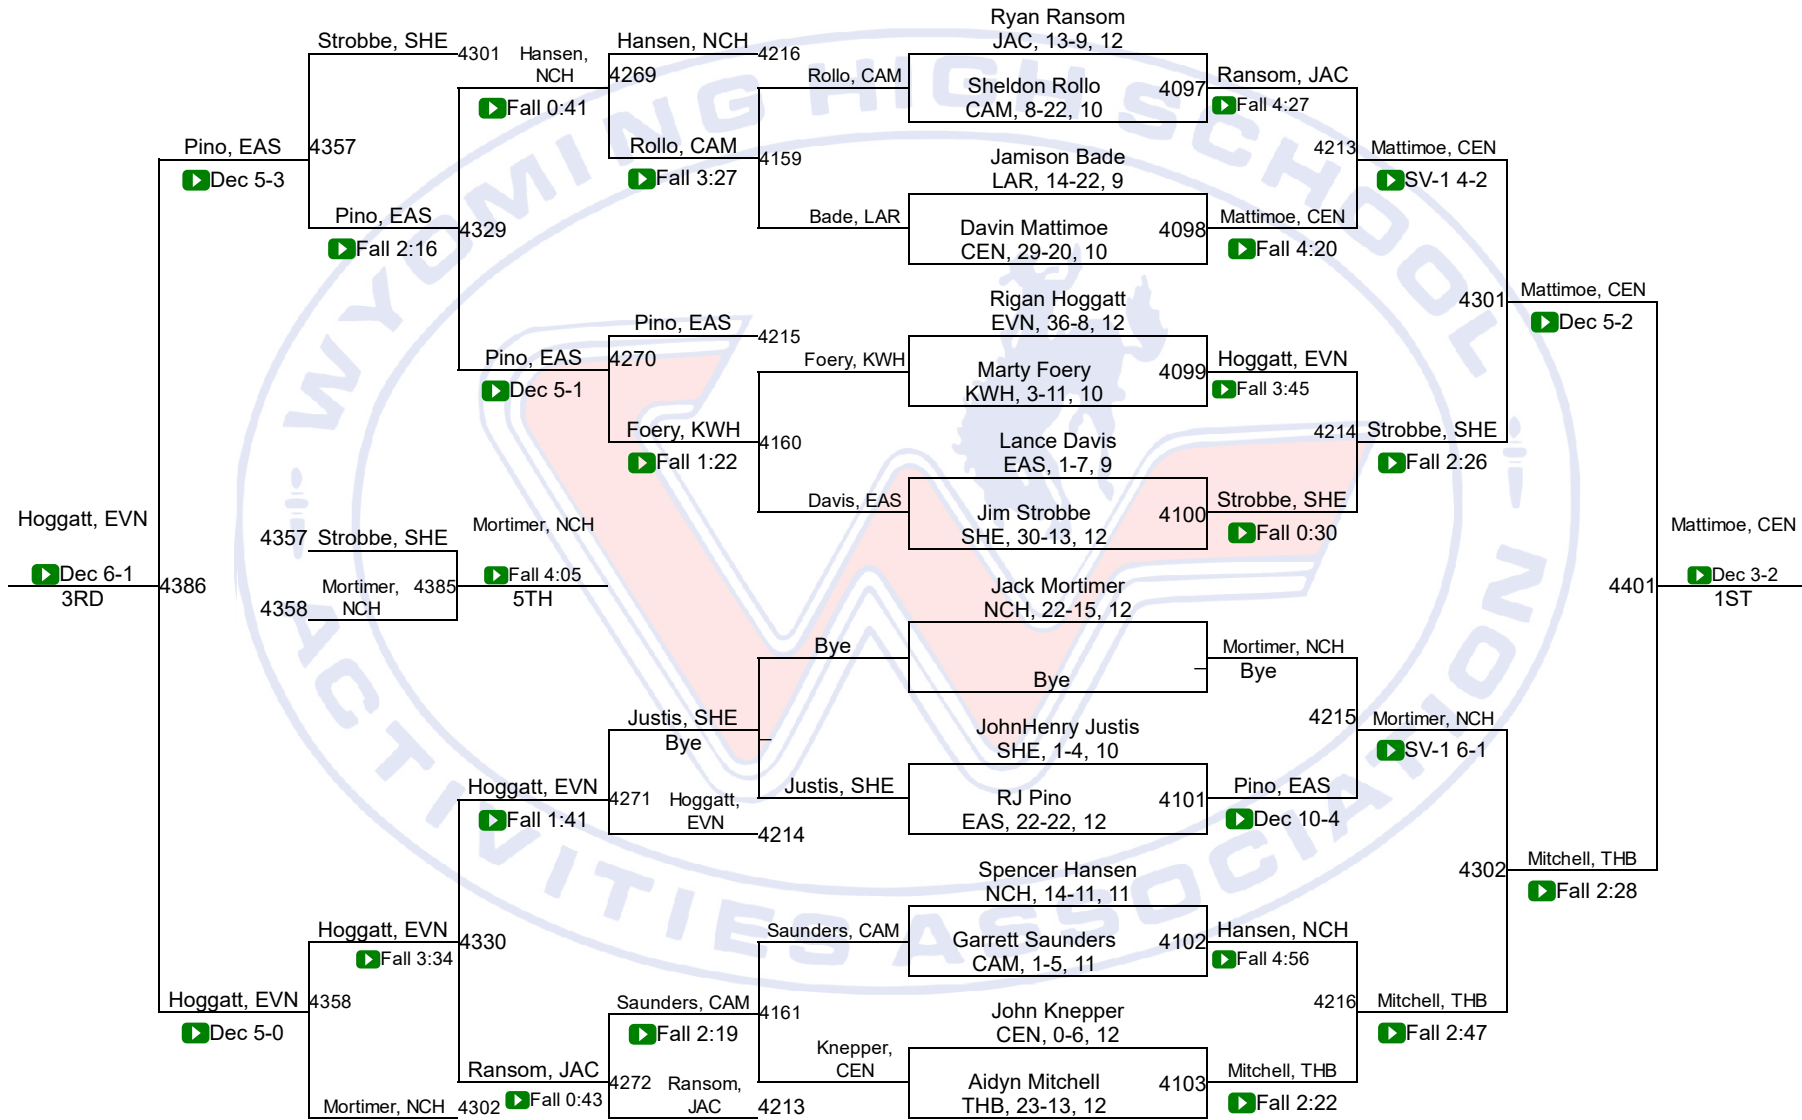 Ryan Ransom
JAC, 13-9, 12
Strobbe, SHE
4301
Hansen,
NCH
Hansen, NCH
4216
4269
Rollo, CAM
Sheldon Rollo
CAM, 8-22, 10
4097
Ransom, JAC
Fall 4:27
Fall 0:41
Pino, EAS
4357
Dec 5-3
Rollo, CAM
4159
Fall 3:27
Jamison Bade
LAR, 14-22, 9
4213
Mattimoe, CEN
SV-1 4-2
Pino, EAS
4329
Fall 2:16
Bade, LAR
Davin Mattimoe
CEN, 29-20, 10
4098
Mattimoe, CEN
Fall 4:20
Rigan Hoggatt
EVN, 36-8, 12
4301
Mattimoe, CEN
Dec 5-2
Pino, EAS
4215
Pino, EAS
4270
Dec 5-1
Foery, KWH
Marty Foery
KWH, 3-11, 10
4099
Hoggatt, EVN
Fall 3:45
Foery, KWH
4160
Fall 1:22
Lance Davis
EAS, 1-7, 9
4214
Strobbe, SHE
Fall 2:26
Davis, EAS
Jim Strobbe
SHE, 30-13, 12
4100
Strobbe, SHE
Fall 0:30
Hoggatt, EVN
Dec 6-1
3RD
4386
4357
Strobbe, SHE
Mortimer,
NCH
4385
4358
Mortimer, NCH
Fall 4:05
5TH
Mattimoe, CEN
4401
Dec 3-2
1ST
Jack Mortimer
NCH, 22-15, 12
Bye
Bye
Mortimer, NCH
Bye
Justis, SHE
Bye
JohnHenry Justis
SHE, 1-4, 10
4215
Mortimer, NCH
SV-1 6-1
Hoggatt, EVN
4271
Fall 1:41
Hoggatt,
EVN
4214
Justis, SHE
RJ Pino
EAS, 22-22, 12
4101
Pino, EAS
Dec 10-4
Spencer Hansen
NCH, 14-11, 11
4302
Mitchell, THB
Fall 2:28
Hoggatt, EVN
4330
Fall 3:34
Saunders, CAM
Garrett Saunders
CAM, 1-5, 11
4102
Hansen, NCH
Fall 4:56
Hoggatt, EVN
4358
Dec 5-0
Saunders, CAM
4161
Fall 2:19
John Knepper
CEN, 0-6, 12
4216
Mitchell, THB
Fall 2:47
Knepper,
CEN
Aidyn Mitchell
THB, 23-13, 12
4103
Mitchell, THB
Fall 2:22
Ransom, JAC
4272
Fall 0:43
Ransom,
JAC
4213
Mortimer, NCH
4302
WYOMING HIGH SCHOOL
ACTIVITIES ASSOCIATION